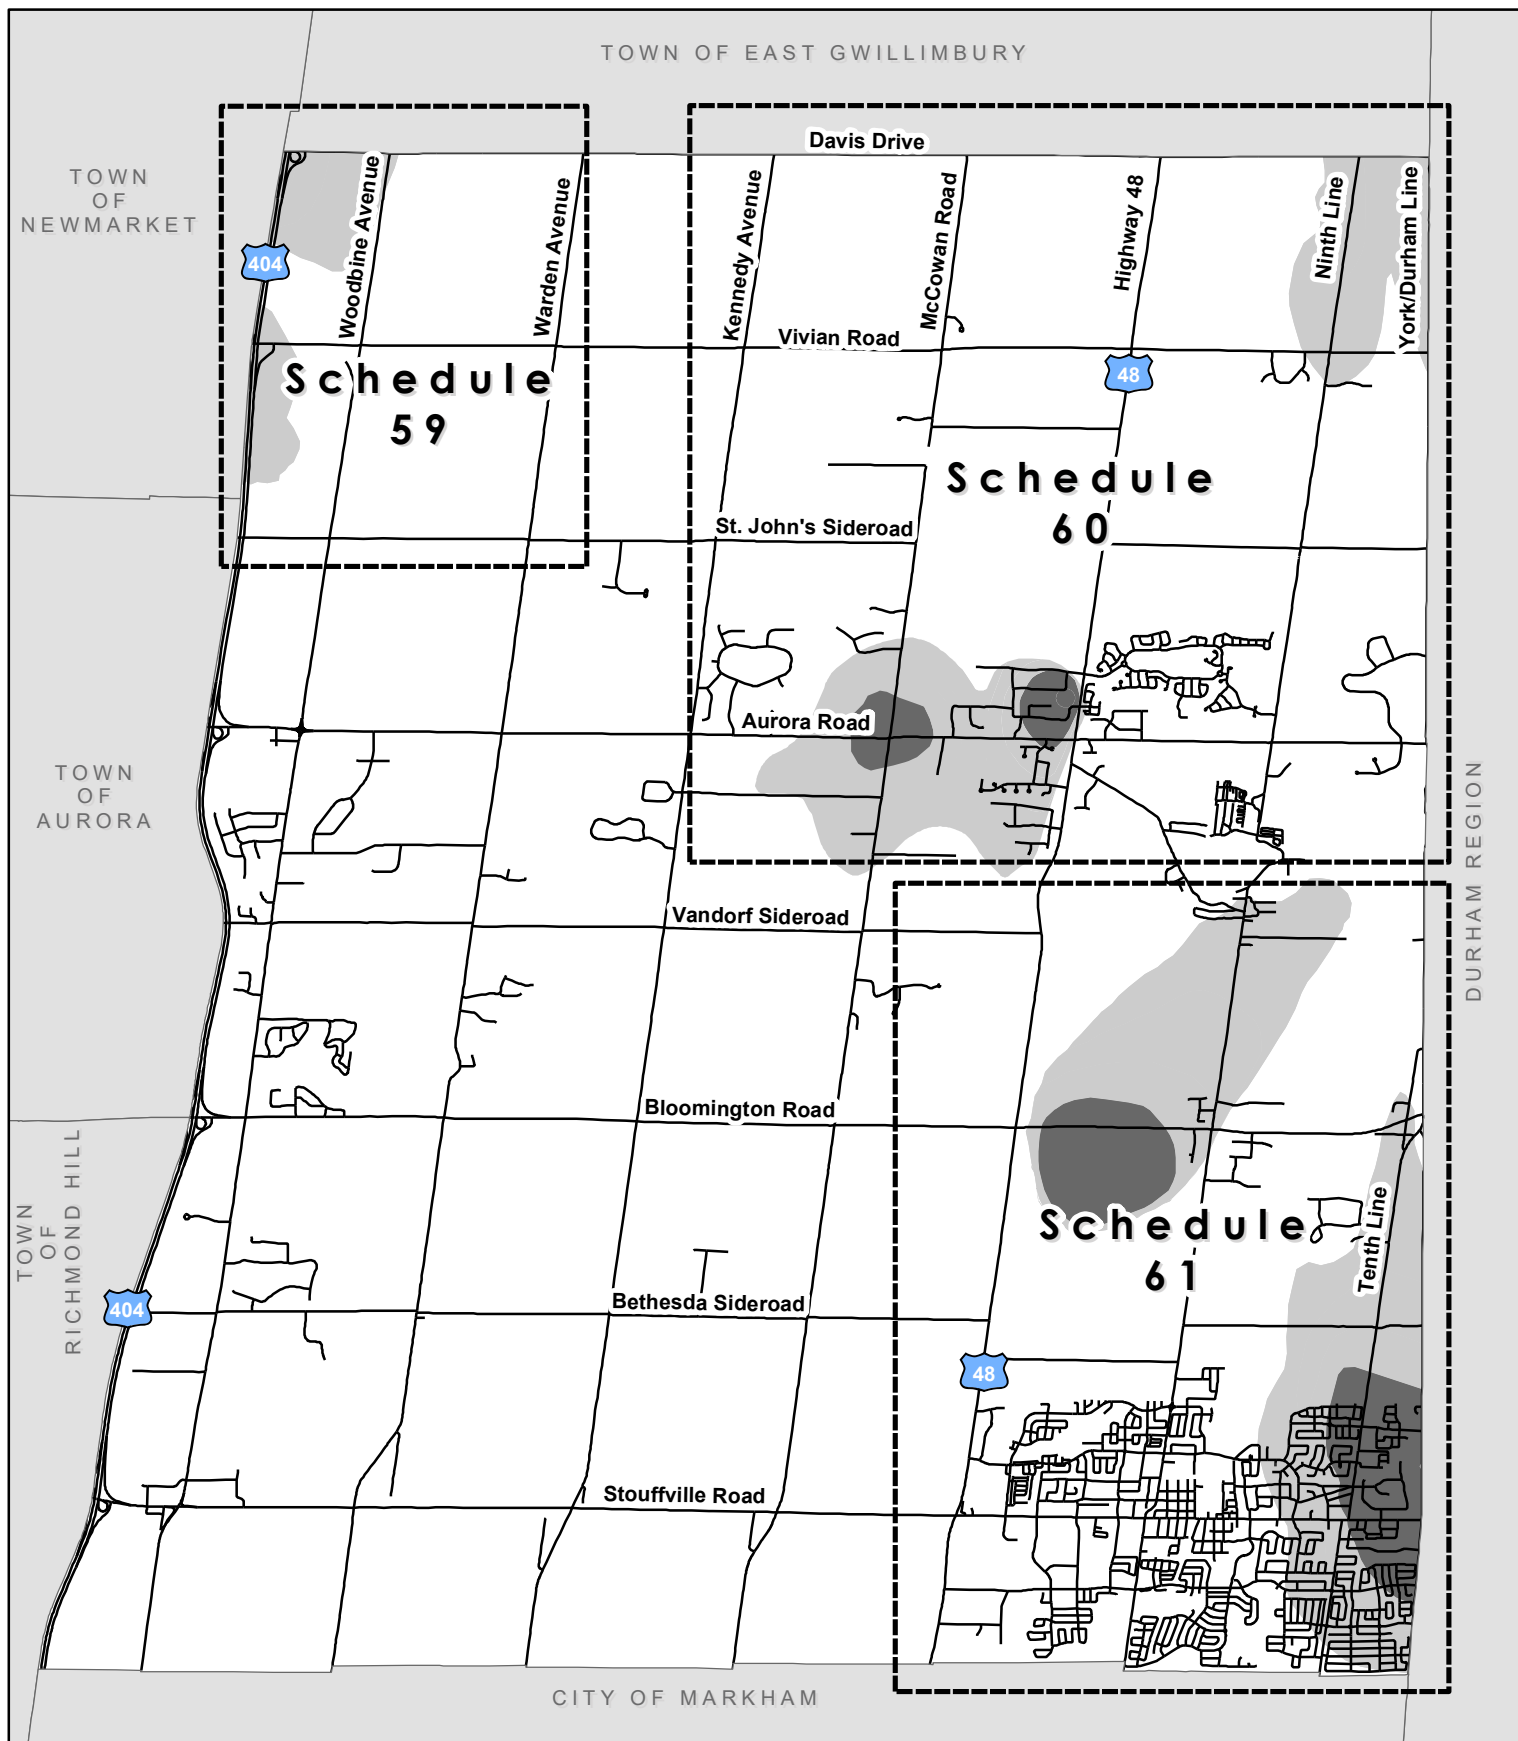 TOWN OF EAST GWILLIMBURY
Davis Drive
TOWN
OF
NEWMARKET
Woodbine Avenue
Warden Avenue
Kennedy Avenue
McCowan Road
Highway 48
Ninth Line
York/Durham Line
404
Vivian Road
48
Schedule
59
Schedule
60
St. John's Sideroad
Aurora Road
TOWN
OF
AURORA
DURHAM REGION
Vandorf Sideroad
Bloomington Road
TOWN
OF
RICHMOND HILL
Schedule
61
Tenth Line
404
Bethesda Sideroad
48
Stouffville Road
CITY OF MARKHAM